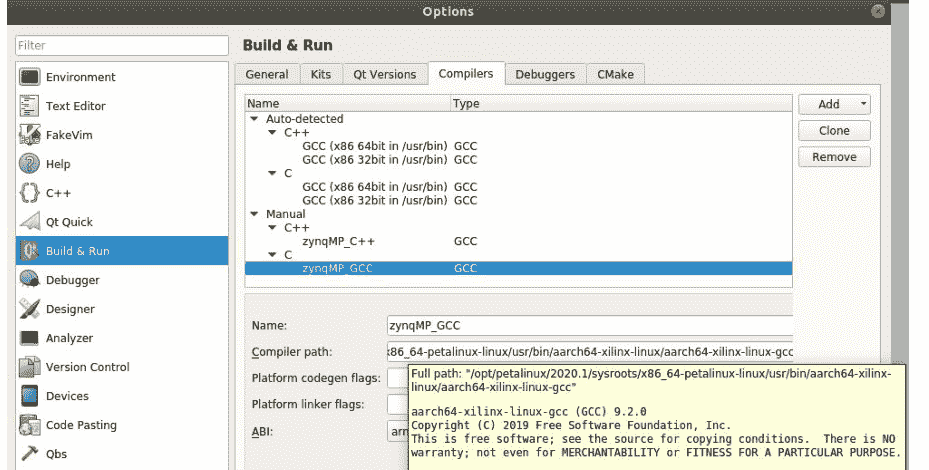 Options
Filter
Environment
Text Editor
FakeVim
Help
C++
Qt Quick
Build & Run
Debugger
Designer
Analyzer
Version Control
Devices
Code Pasting
Qbs
Build & Run
General Kits Qt Versions Compilers Debuggers CMake
Name Type
Auto-detected
C++
GCC (x86 64bit in /usr/bin) GCC
GCC (x86 32bit in /usr/bin) GCC
C
GCC (x86 64bit in /usr/bin) GCC
GCC (x86 32bit in /usr/bin) GCC
Manual
C++
zynqMP_C++ GCC
C
zynqMP_GCC GCC
Add
Clone
Remove
Name: zynqMP_GCC
Compiler path: x86_64-petalinux-linux/usr/bin/aarch64-xilinx-linux/aarch64-xilinx-linux-gcc
Platform codegen flags:
Platform linker flags:
ABI: arm
Full path: "/opt/petalinux/2020.1/sysroots/x86_64-petalinux-linux/usr/bin/aarch64-xilinx-
linux/aarch64-xilinx-linux-gcc"
aarch64-xilinx-linux-gcc (GCC) 9.2.0
Copyright (C) 2019 Free Software Foundation, Inc.
This is free software; see the source for copying conditions.  There is NO
warranty; not even for MERCHANTABILITY or FITNESS FOR A PARTICULAR PURPOSE.